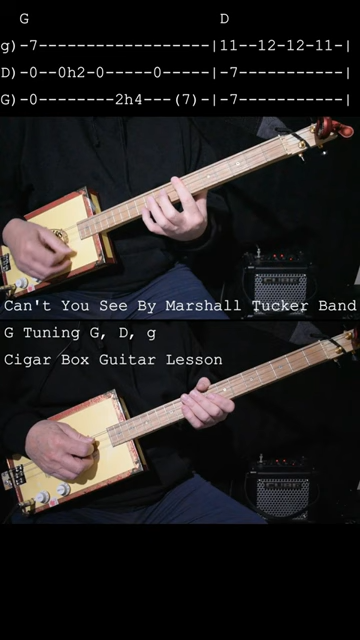 G D
g)-7-----------------|11--12-12-11-|
D)-0--0h2-0-----0----|-7-----------|
G)-0--------2h4---(7)-|-7-----------|
Can't You See By Marshall Tucker Band
G Tuning G, D, g
Cigar Box Guitar Lesson